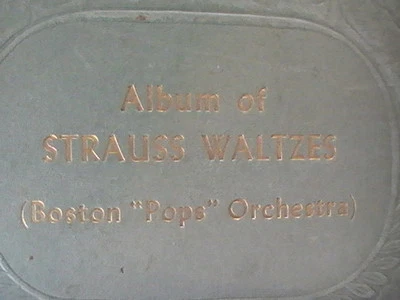 Album of
STRAUSS WALTZES
(Boston "Pops" Orchestra)